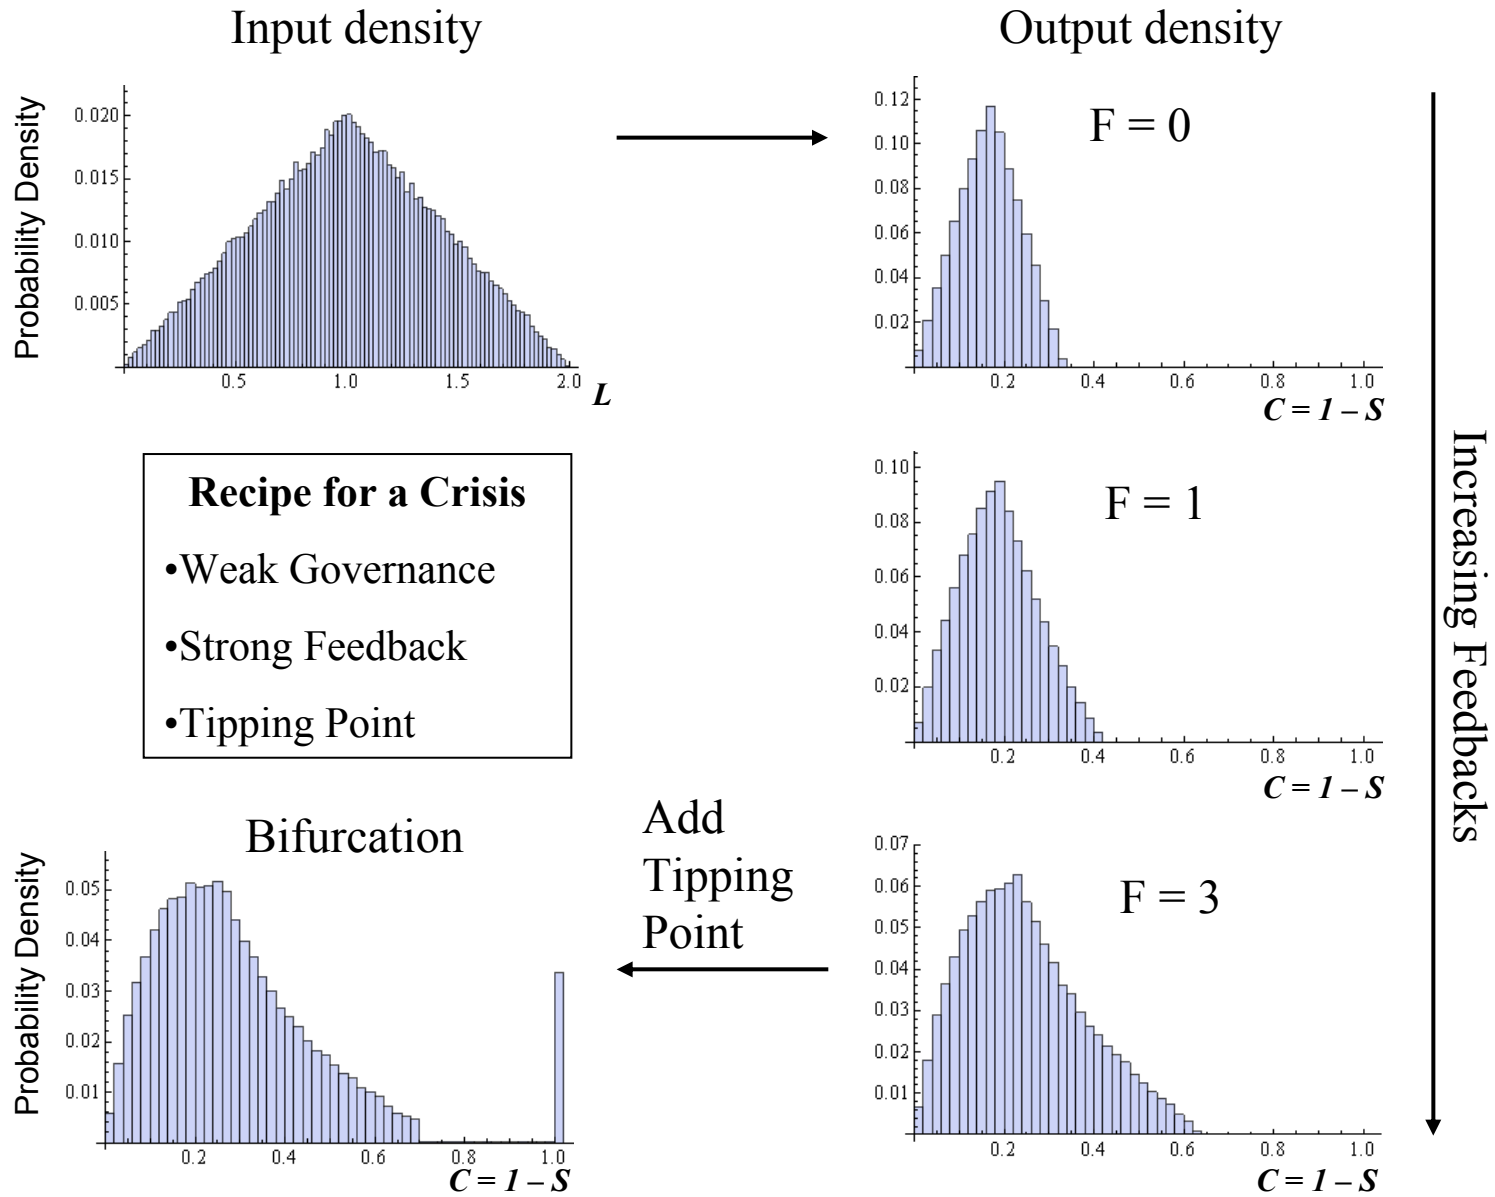 Input density
Output density
Probability Density
0.020
0.015
0.010
0.005
0.5 1.0 1.5 2.0
L
F = 0
0.12
0.10
0.08
0.06
0.04
0.02
0.2 0.4 0.6 0.8 1.0
C = 1 – S
Recipe for a Crisis
•Weak Governance
•Strong Feedback
•Tipping Point
F = 1
0.10
0.08
0.06
0.04
0.02
0.2 0.4 0.6 0.8 1.0
C = 1 – S
Increasing Feedbacks
Bifurcation
Probability Density
0.05
0.04
0.03
0.02
0.01
0.2 0.4 0.6 0.8 1.0
C = 1 – S
Add
Tipping
Point
F = 3
0.07
0.06
0.05
0.04
0.03
0.02
0.01
0.2 0.4 0.6 0.8 1.0
C = 1 – S